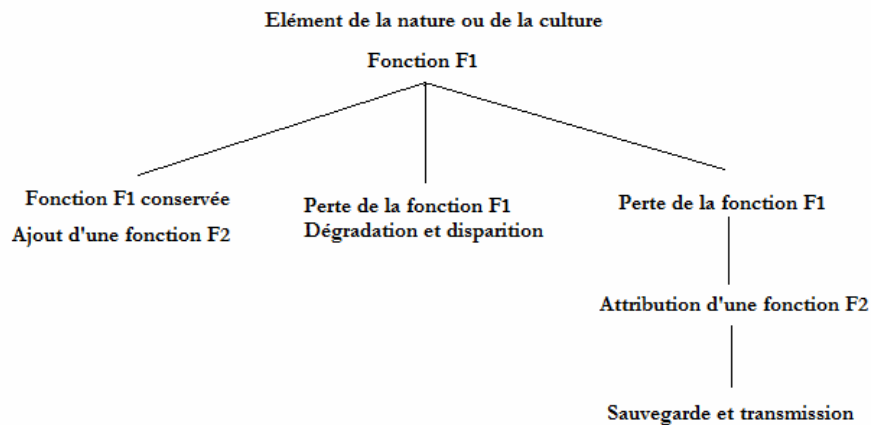 Elément de la nature ou de la culture
Fonction F1
Fonction F1 conservée
Ajout d'une fonction F2
Perte de la fonction F1
Dégradation et disparition
Perte de la fonction F1
Attribution d'une fonction F2
Sauvegarde et transmission